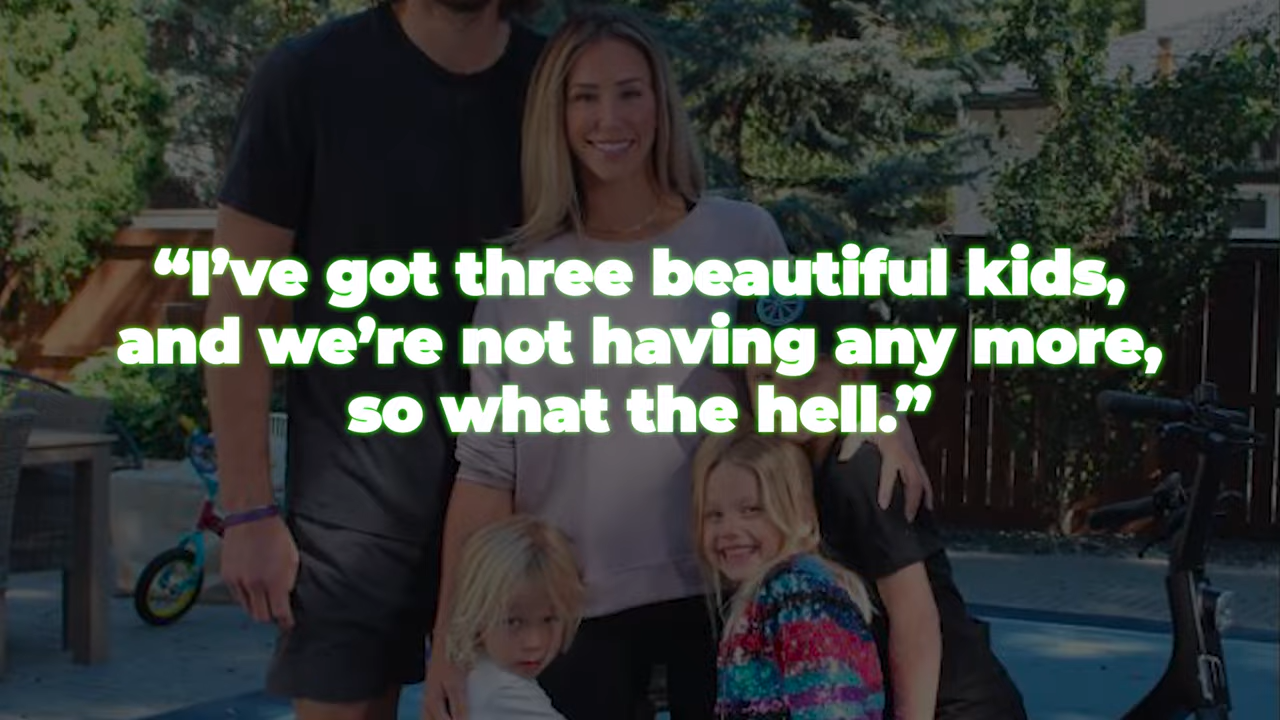 “I’ve got three beautiful kids,
and we’re not having any more,
so what the hell.”